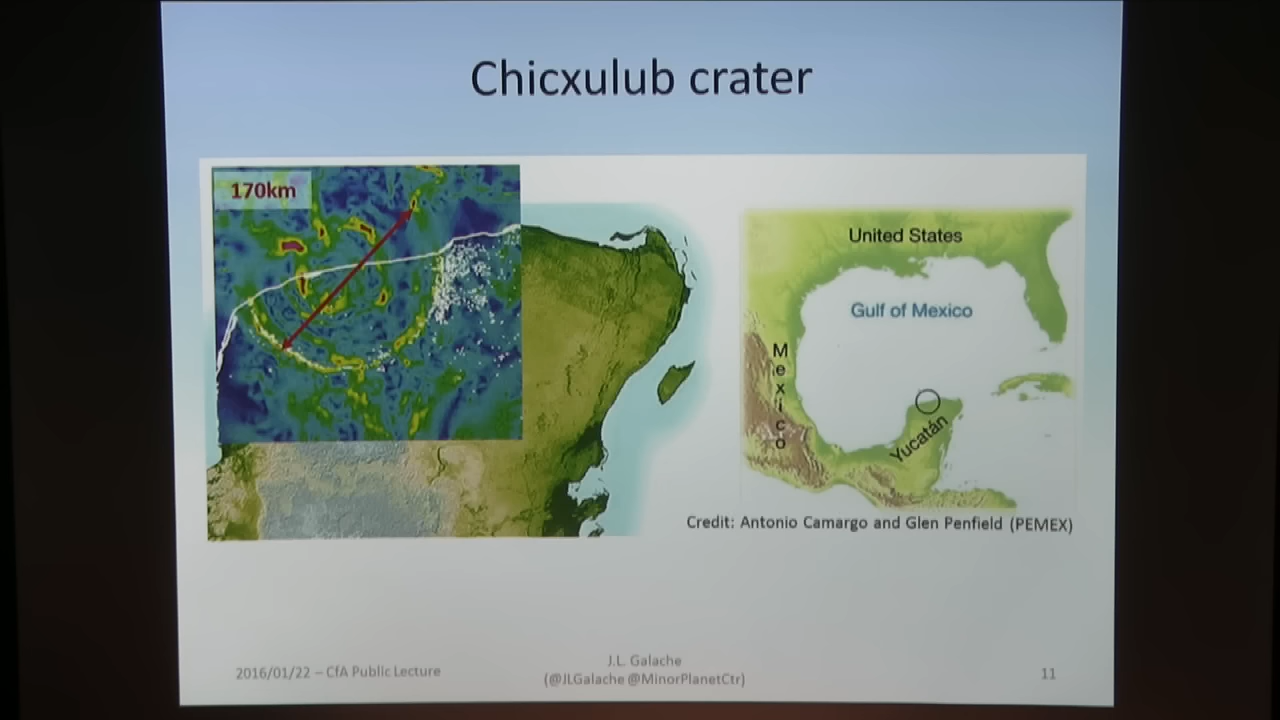 Chicxulub crater
170km
United States
Gulf of Mexico
Mexico
Yucatán
Credit: Antonio Camargo and Glen Penfield (PEMEX)
2016/01/22 – CfA Public Lecture
J.L. Galache
(@JLGalache @MinorPlanetCtr)
11